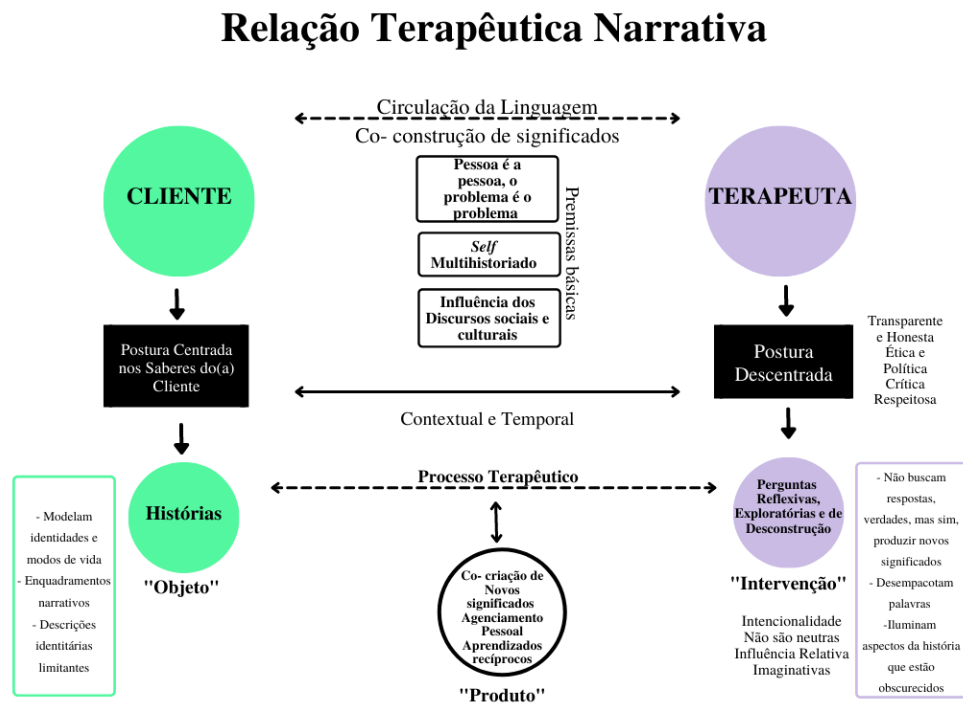 Relação Terapêutica Narrativa
Circulação da Linguagem
Co- construção de significados
CLIENTE
Pessoa é a
pessoa, o
problema é o
problema
Self
Multihistoriado
Influência dos
Discursos sociais e
culturais
Premissas básicas
TERAPEUTA
Postura Centrada
nos Saberes do(a)
Cliente
Postura
Descentrada
Transparente
e Honesta
Ética e
Política
Crítica
Respeitosa
Contextual e Temporal
Processo Terapêutico
- Modelam
identidades e
modos de vida
- Enquadramentos
narrativos
- Descrições
identitárias
limitantes
Histórias
"Objeto"
Co- criação de
Novos
significados
Agenciamento
Pessoal
Aprendizados
recíprocos
"Produto"
Perguntas
Reflexivas,
Exploratórias e de
Desconstrução
"Intervenção"
Intencionalidade
Não são neutras
Influência Relativa
Imaginativas
- Não buscam
respostas,
verdades, mas sim,
produzir novos
significados
- Desempacotam
palavras
-Iluminam
aspectos da história
que estão
obscurecidos